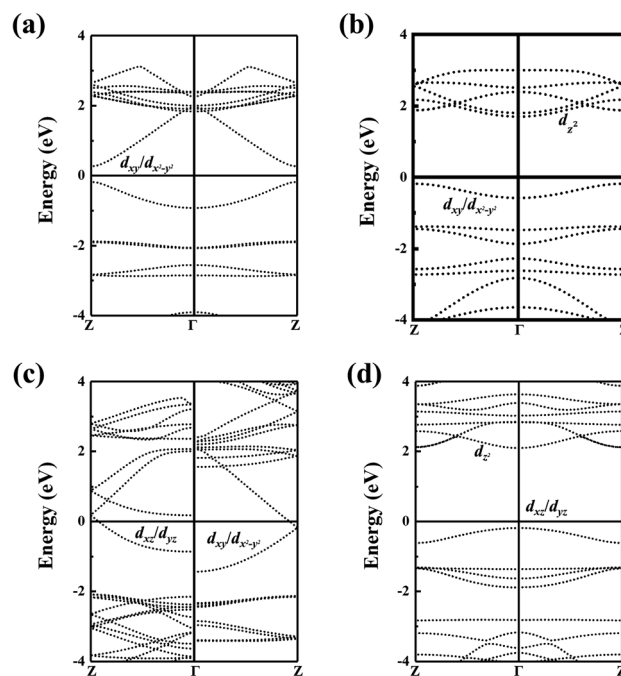 (a)
4
2
0
-2
-4
Energy (eV)
d_xy/d_x²-y²
Z Γ Z
(b)
4
2
0
-2
-4
Energy (eV)
d_z²
d_xy/d_x²-y²
Z Γ Z
(c)
4
2
0
-2
-4
Energy (eV)
d_xz/d_yz d_xy/d_x²-y²
Z Γ Z
(d)
4
2
0
-2
-4
Energy (eV)
d_z²
d_xz/d_yz
Z Γ Z